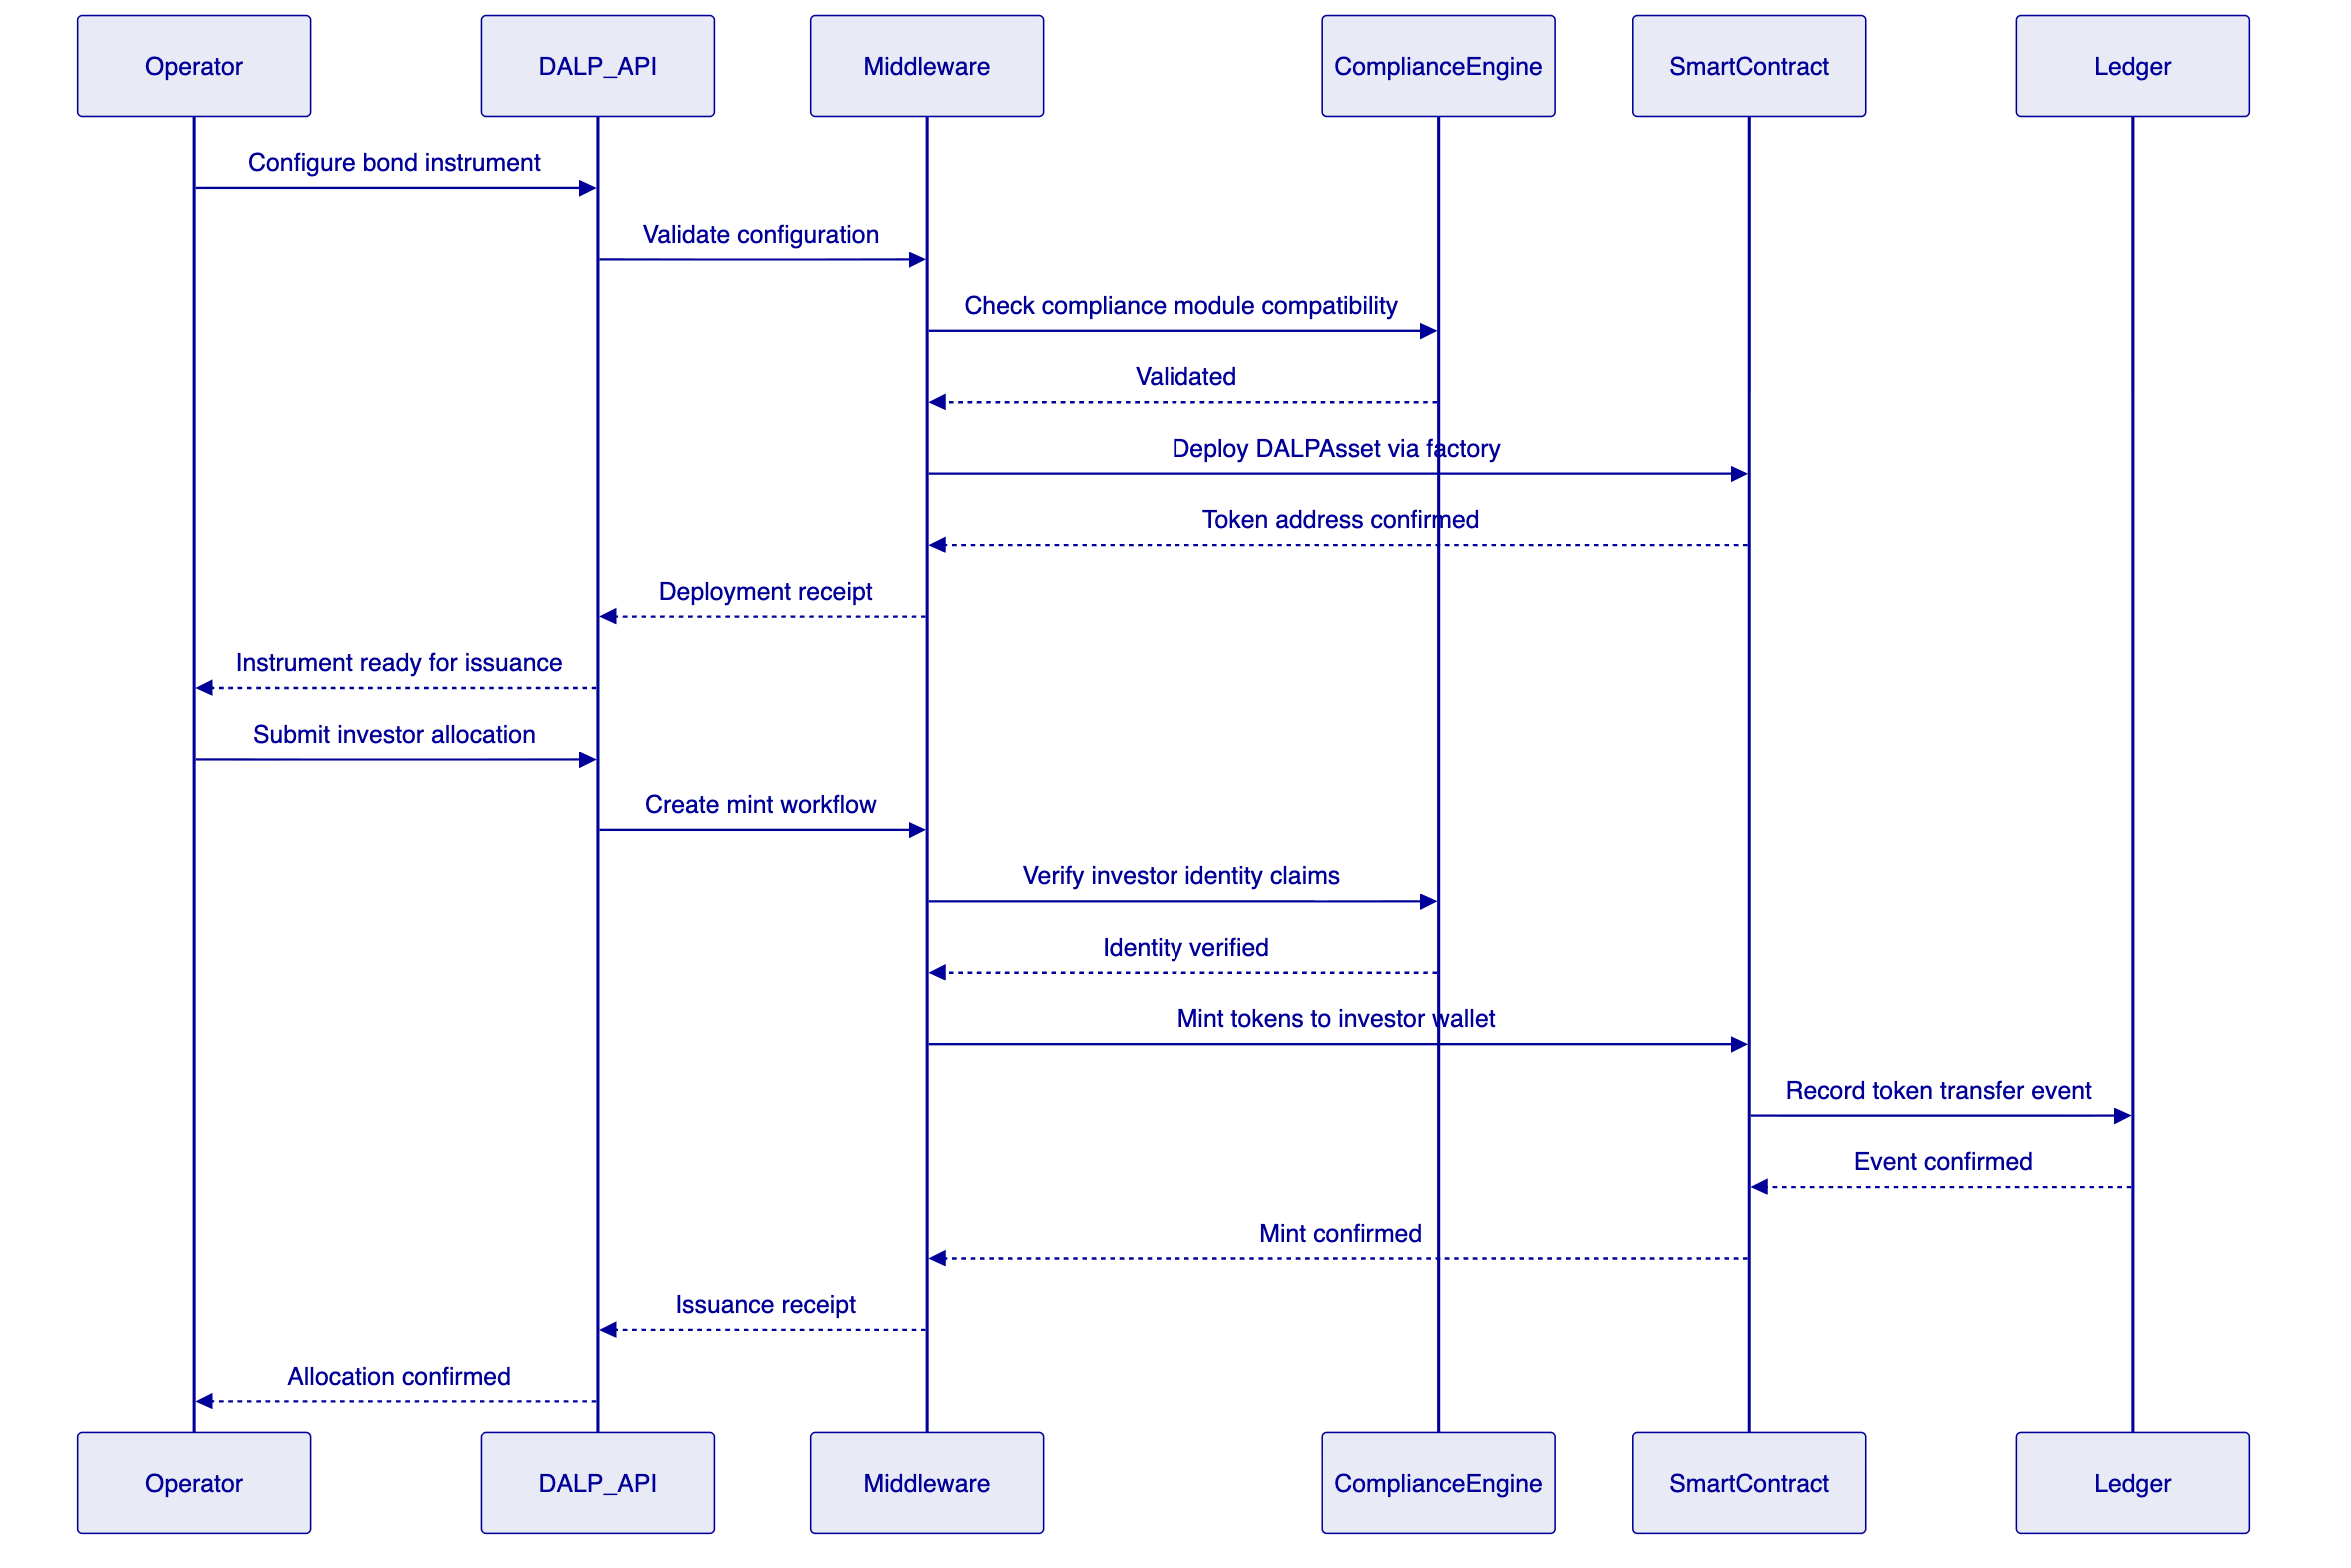 Operator
DALP_API
Middleware
ComplianceEngine
SmartContract
Ledger
Configure bond instrument
Validate configuration
Check compliance module compatibility
Validated
Deploy DALPAsset via factory
Token address confirmed
Deployment receipt
Instrument ready for issuance
Submit investor allocation
Create mint workflow
Verify investor identity claims
Identity verified
Mint tokens to investor wallet
Record token transfer event
Event confirmed
Mint confirmed
Issuance receipt
Allocation confirmed
Operator
DALP_API
Middleware
ComplianceEngine
SmartContract
Ledger